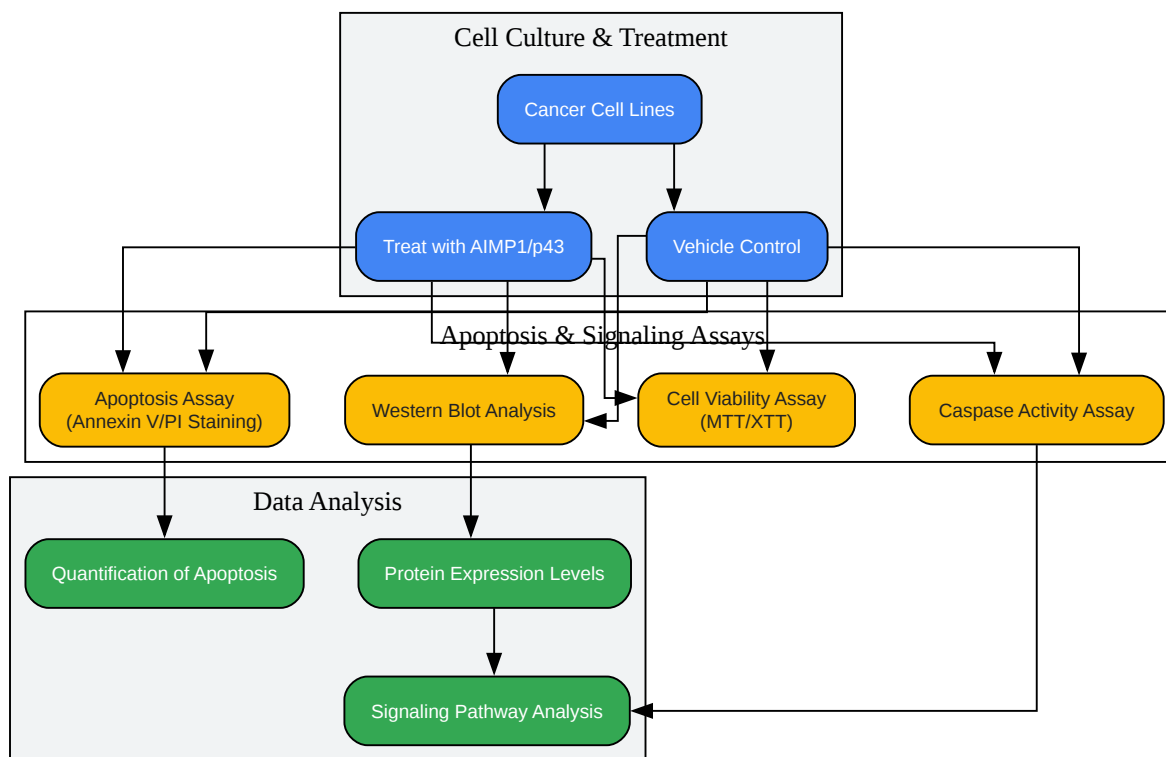 Cell Culture & Treatment
Cancer Cell Lines
Treat with AIMP1/p43
Vehicle Control
Apoptosis & Signaling Assays
Apoptosis Assay
(Annexin V/PI Staining)
Western Blot Analysis
Cell Viability Assay
(MTT/XTT)
Caspase Activity Assay
Data Analysis
Quantification of Apoptosis
Protein Expression Levels
Signaling Pathway Analysis